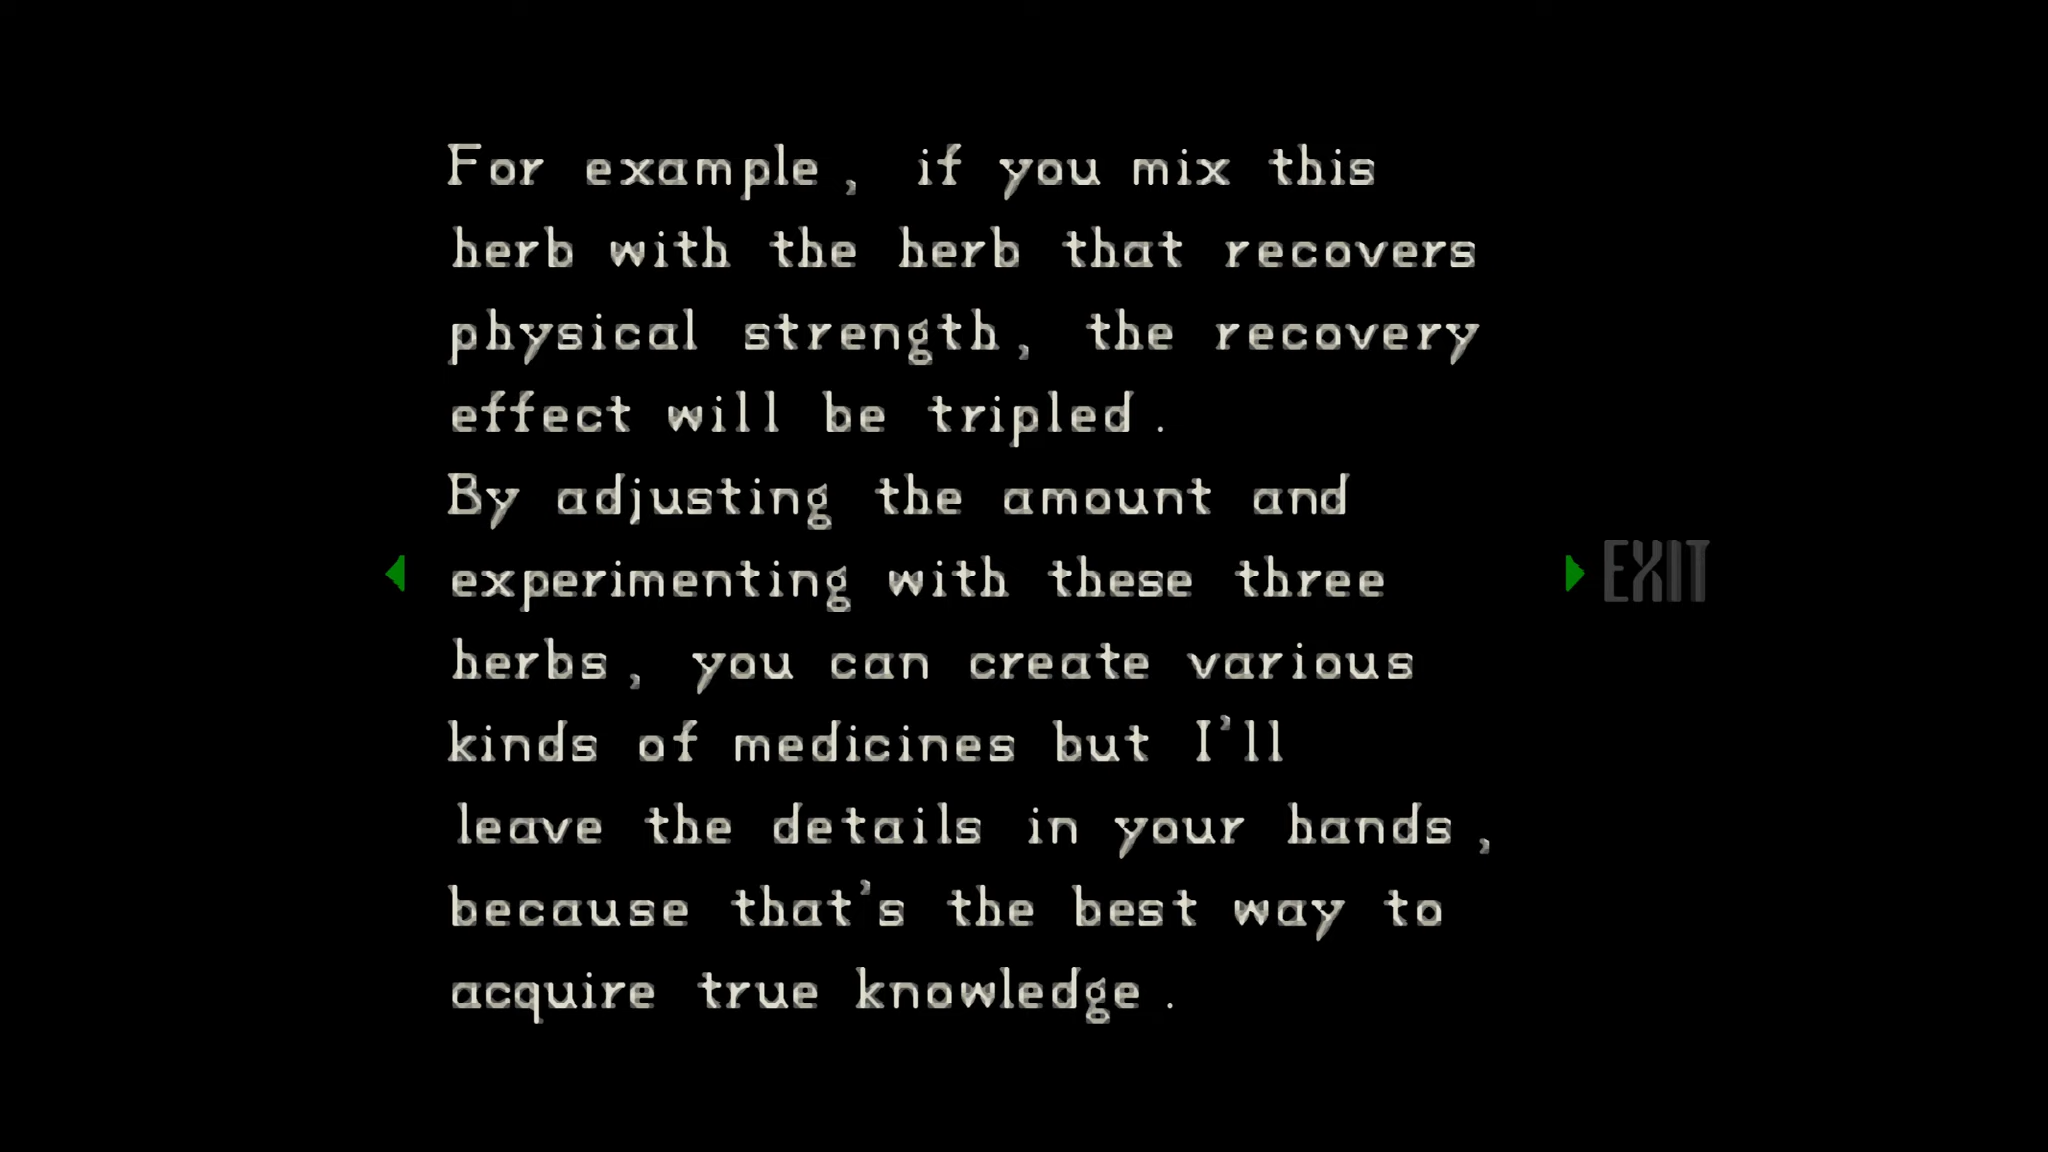 For example, if you mix this
herb with the herb that recovers
physical strength, the recovery
effect will be tripled.
By adjusting the amount and
experimenting with these three
herbs, you can create various
kinds of medicines but I'll
leave the details in your hands,
because that's the best way to
acquire true knowledge.
EXIT